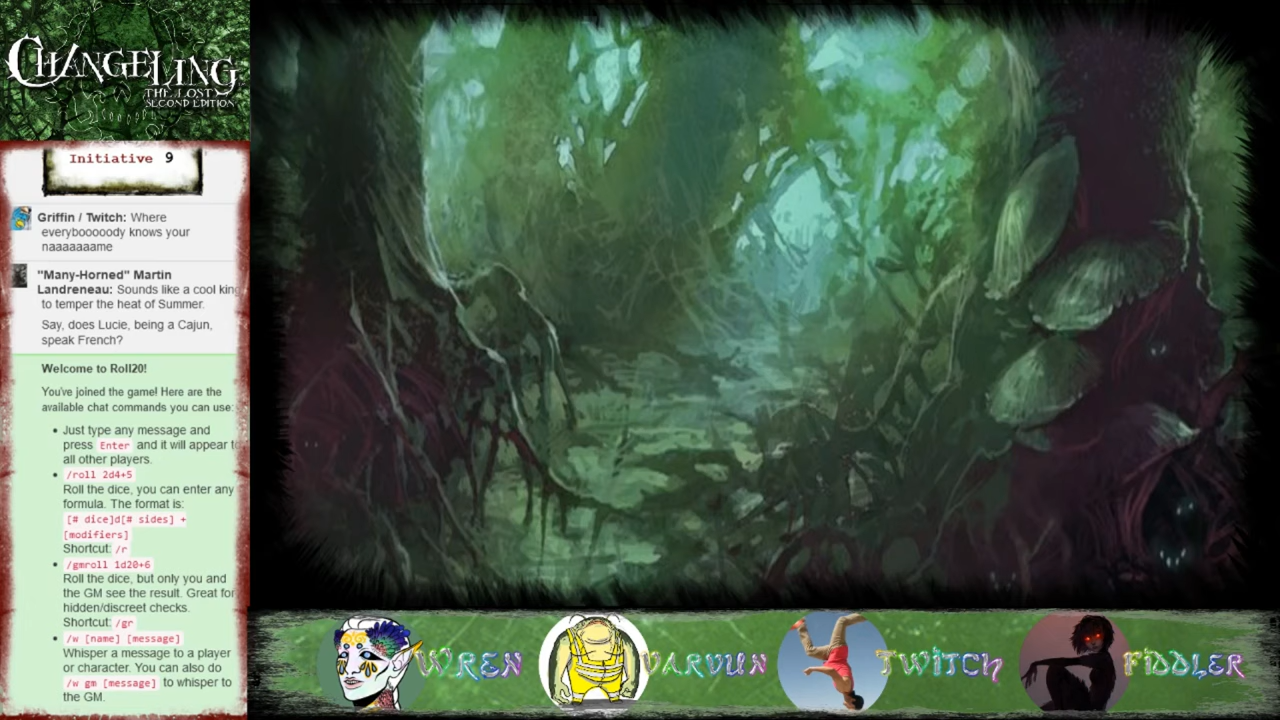 CHANGELING
THE LOST
SECOND EDITION
Initiative 9
Griffin / Twitch: Where
everybooooody knows your
naaaaaaame
"Many-Horned" Martin
Landreneau: Sounds like a cool king
to temper the heat of Summer.
Say, does Lucie, being a Cajun,
speak French?
Welcome to Roll20!
You've joined the game! Here are the
available chat commands you can use:
• Just type any message and
press Enter and it will appear to
all other players.
• /roll 2d4+5
Roll the dice, you can enter any
formula. The format is:
[# dice]d[# sides] +
[modifiers]
Shortcut: /r
• /gmroll 1d20+6
Roll the dice, but only you and
the GM see the result. Great for
hidden/discreet checks.
Shortcut: /gr
• /w [name] [message]
Whisper a message to a player
or character. You can also do
/w gm [message] to whisper to
the GM.
WREN VARVUN TWITCH FIDDLER